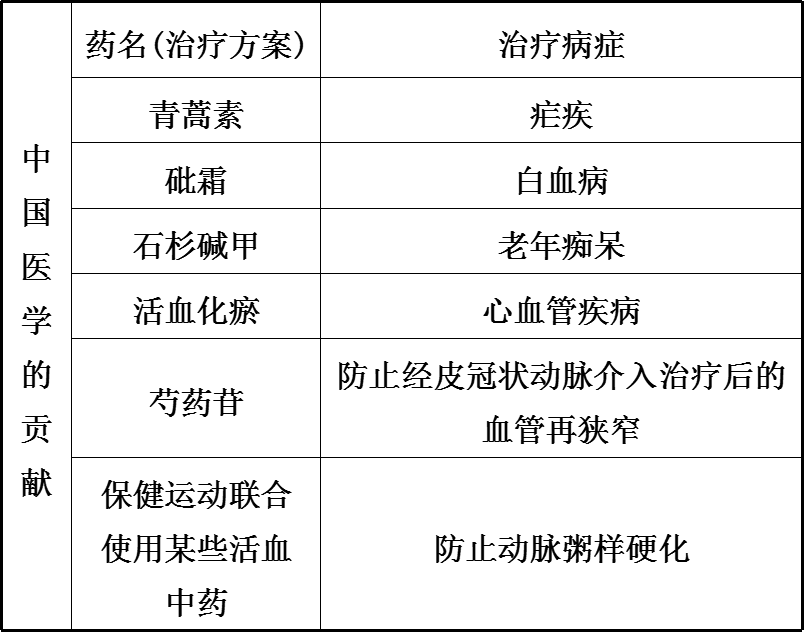 中
国
医
学
的
贡
献
药名(治疗方案)
治疗病症
青蒿素
疟疾
砒霜
白血病
石杉碱甲
老年痴呆
活血化瘀
心血管疾病
芍药苷
防止经皮冠状动脉介入治疗后的
血管再狭窄
保健运动联合
使用某些活血
中药
防止动脉粥样硬化